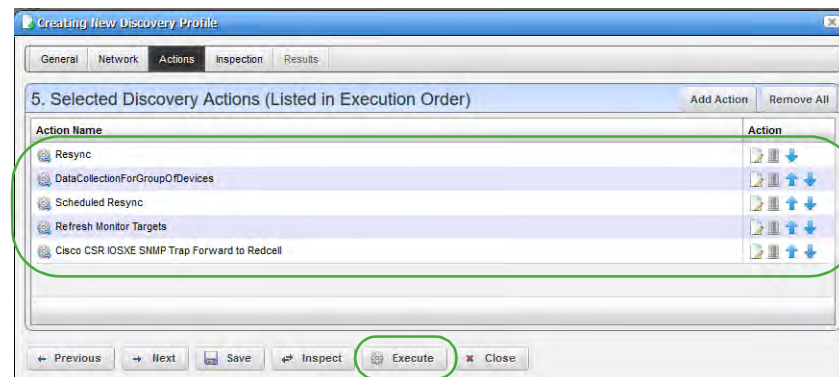 Creating New Discovery Profile
General Network Actions Inspection Results
5. Selected Discovery Actions (Listed in Execution Order) Add Action Remove All
Action Name Action
Resync
DataCollectionForGroupOfDevices
Scheduled Resync
Refresh Monitor Targets
Cisco CSR IOSXE SNMP Trap Forward to Redcell
Previous Next Save Inspect Execute Close